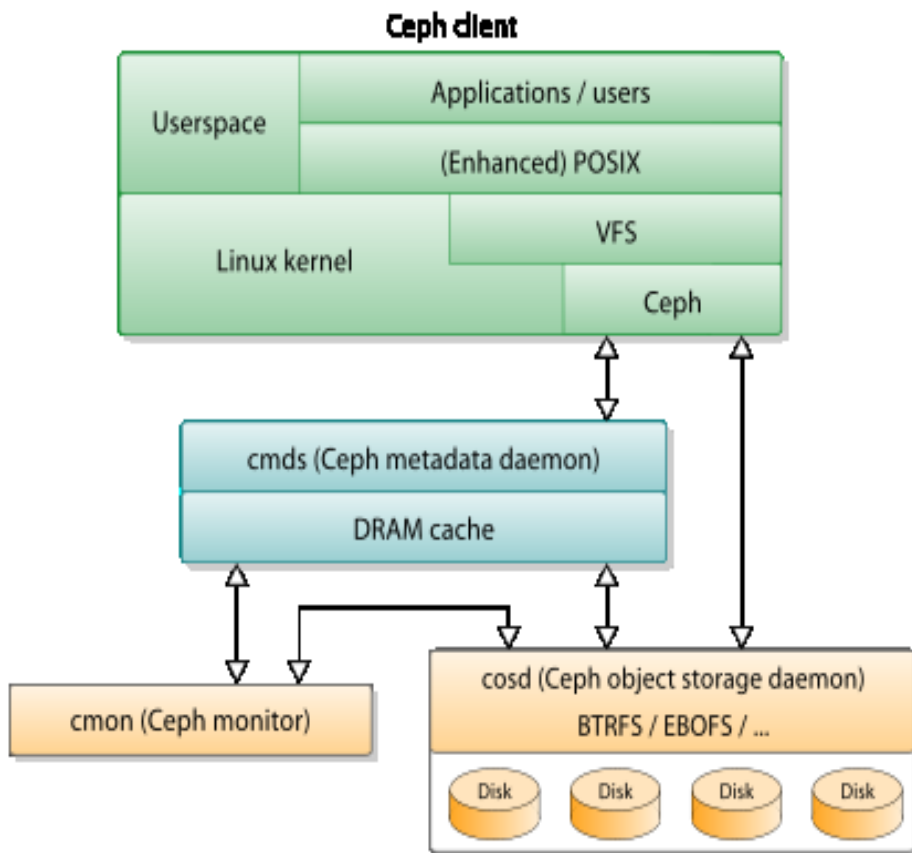 Ceph client
Userspace
Applications / users
(Enhanced) POSIX
Linux kernel
VFS
Ceph
cmds (Ceph metadata daemon)
DRAM cache
cmon (Ceph monitor)
cosd (Ceph object storage daemon)
BTRFS / EBOFS / ...
Disk
Disk
Disk
Disk